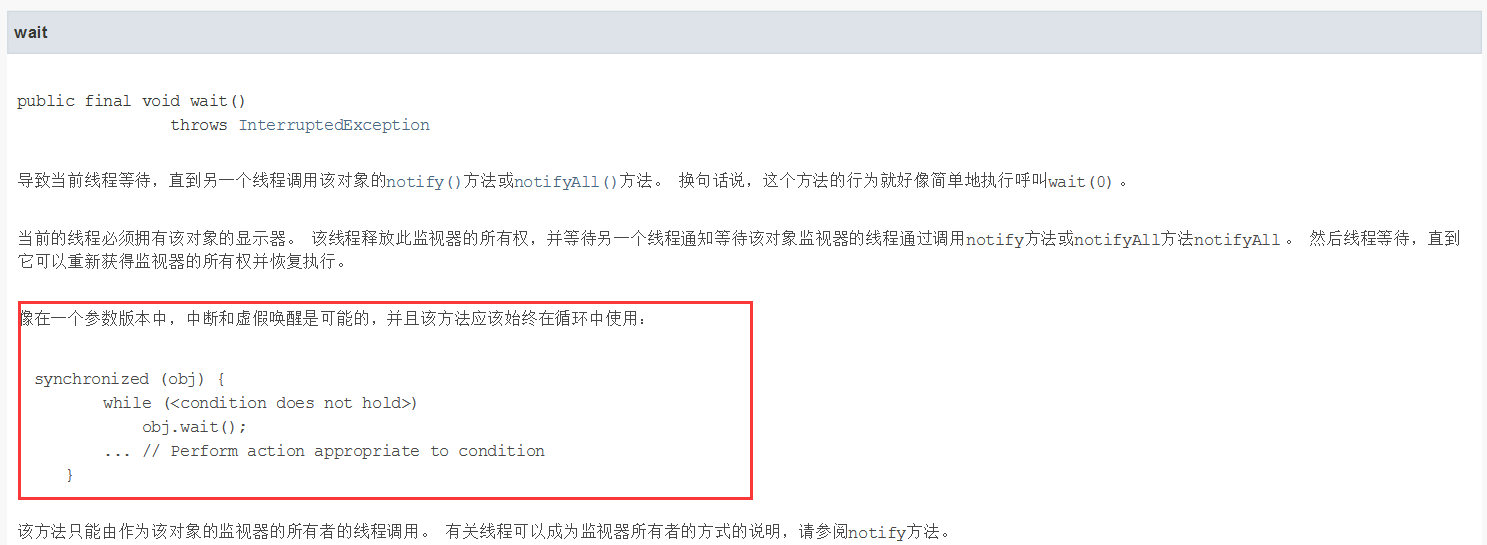 wait
public final void wait()
throws InterruptedException
导致当前线程等待，直到另一个线程调用该对象的notify()方法或notifyAll()方法。 换句话说，这个方法的行为就好像简单地执行呼叫wait(0) 。
当前的线程必须拥有该对象的显示器。 该线程释放此监视器的所有权，并等待另一个线程通知等待该对象监视器的线程通过调用notify方法或notifyAll方法notifyAll 。 然后线程等待，直到
它可以重新获得监视器的所有权并恢复执行。
像在一个参数版本中，中断和虚假唤醒是可能的，并且该方法应该始终在循环中使用：
synchronized (obj) {
while (<condition does not hold>)
obj.wait();
... // Perform action appropriate to condition
}
该方法只能由作为该对象的监视器的所有者的线程调用。 有关线程可以成为监视器所有者的方式的说明，请参阅notify方法。